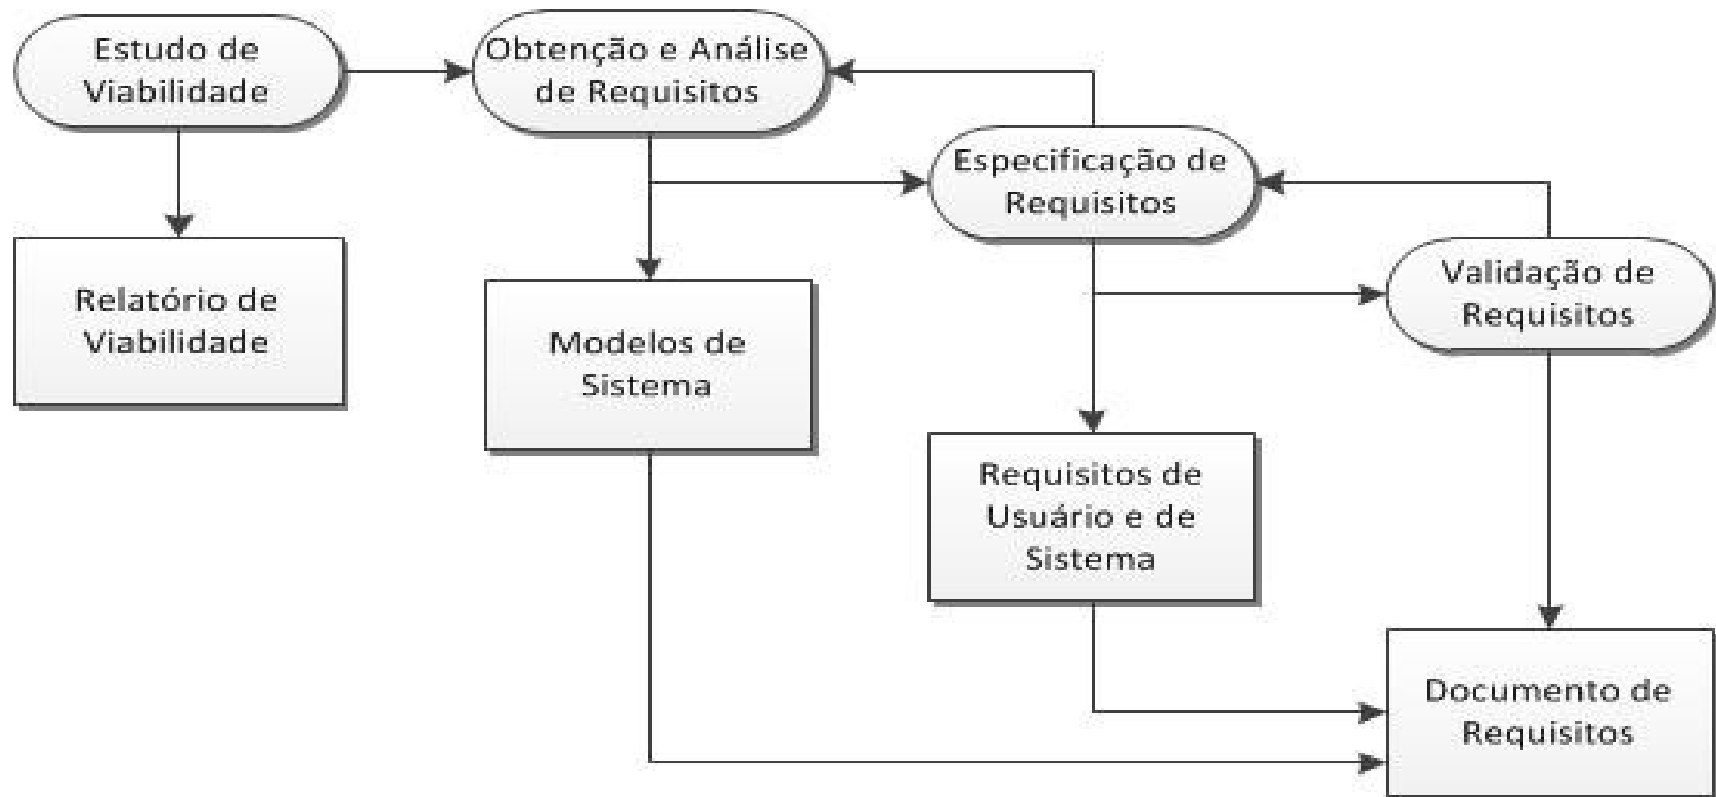 Estudo de
Viabilidade
Obtenção e Análise
de Requisitos
Especificação de
Requisitos
Validação de
Requisitos
Relatório de
Viabilidade
Modelos de
Sistema
Requisitos de
Usuário e de
Sistema
Documento de
Requisitos